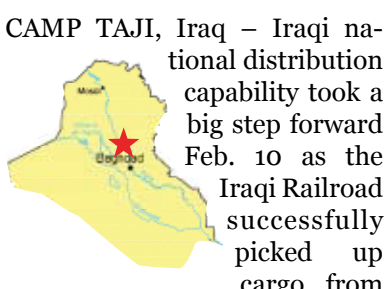 CAMP TAJI, Iraq – Iraqi na-
tional distribution
capability took a
big step forward
Feb. 10 as the
Iraqi Railroad
successfully
picked up
cargo from
Mosul
Baghdad